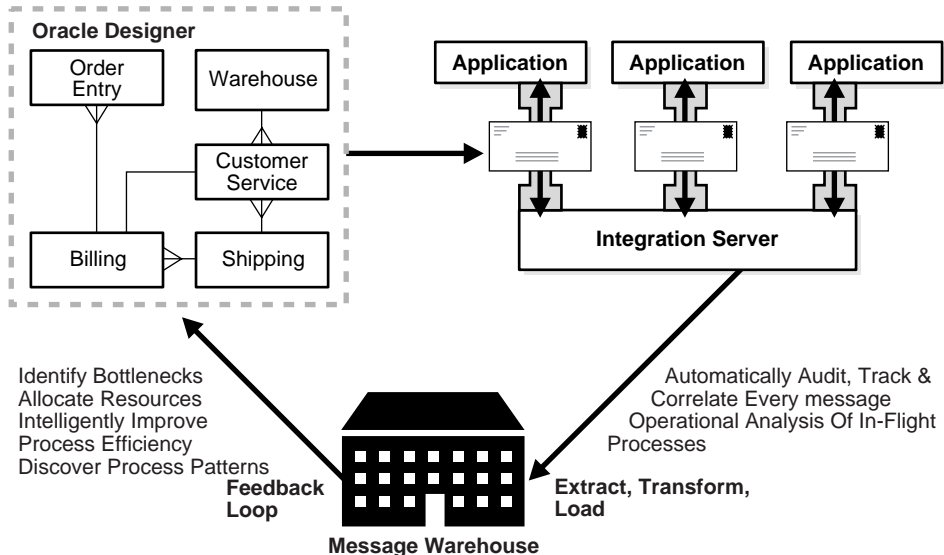 Oracle Designer
Order
Entry
Warehouse
Customer
Service
Billing
Shipping
Application
Application
Application
Integration Server
Identify Bottlenecks
Allocate Resources
Intelligently Improve
Process Efficiency
Discover Process Patterns
Feedback
Loop
Automatically Audit, Track &
Correlate Every message
Operational Analysis Of In-Flight
Processes
Extract, Transform,
Load
Message Warehouse